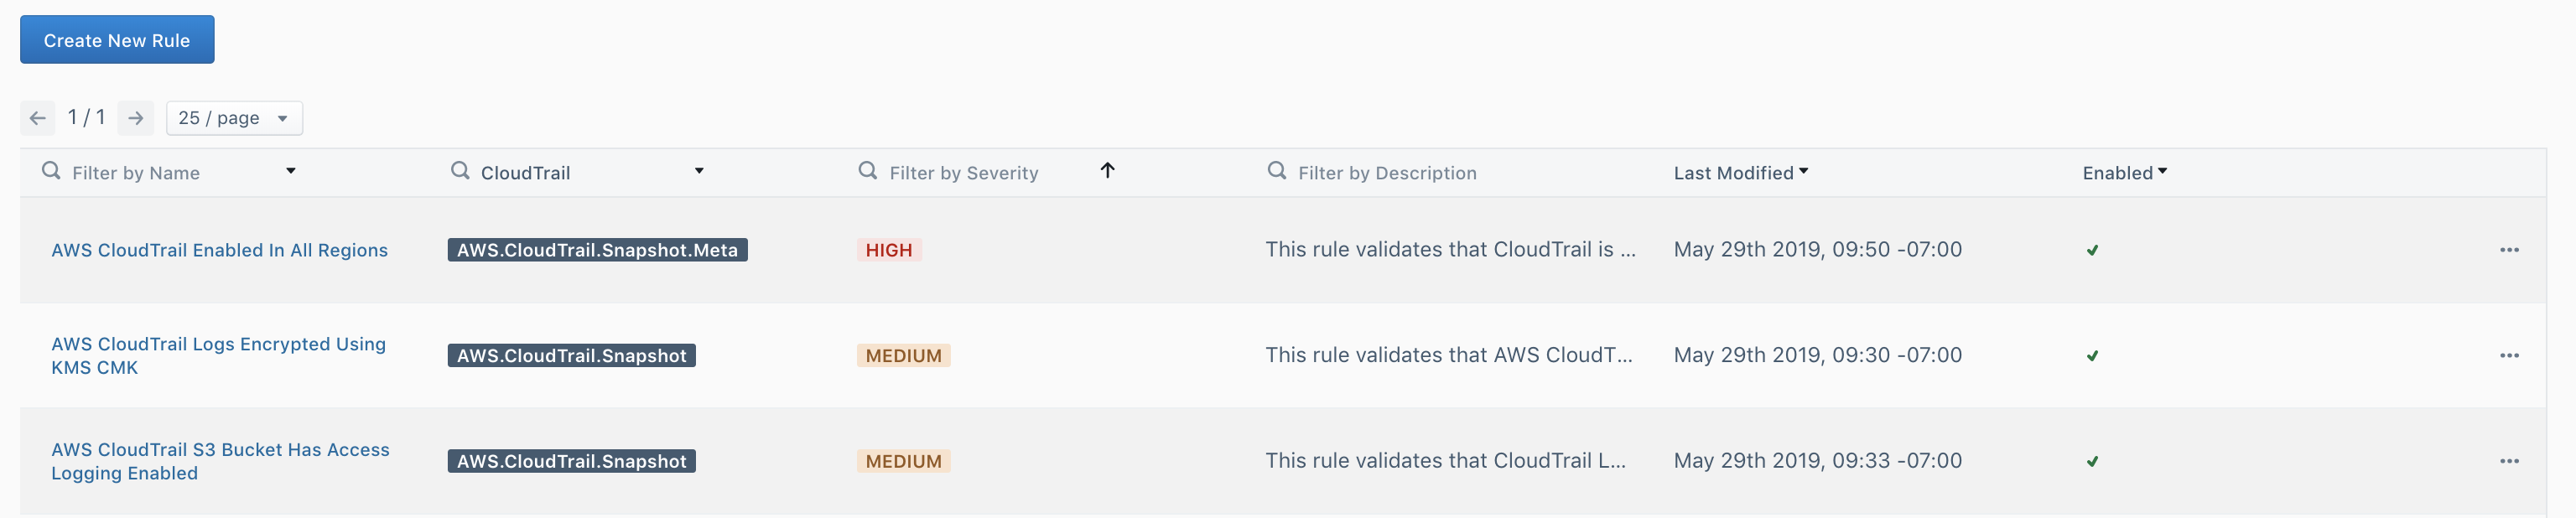 Create New Rule
1 / 1
25 / page
Filter by Name
CloudTrail
Filter by Severity
Filter by Description
Last Modified
Enabled
AWS CloudTrail Enabled In All Regions
AWS.CloudTrail.Snapshot.Meta
HIGH
This rule validates that CloudTrail is ...
May 29th 2019, 09:50 -07:00
AWS CloudTrail Logs Encrypted Using
KMS CMK
AWS.CloudTrail.Snapshot
MEDIUM
This rule validates that AWS CloudT...
May 29th 2019, 09:30 -07:00
AWS CloudTrail S3 Bucket Has Access
Logging Enabled
AWS.CloudTrail.Snapshot
MEDIUM
This rule validates that CloudTrail L...
May 29th 2019, 09:33 -07:00